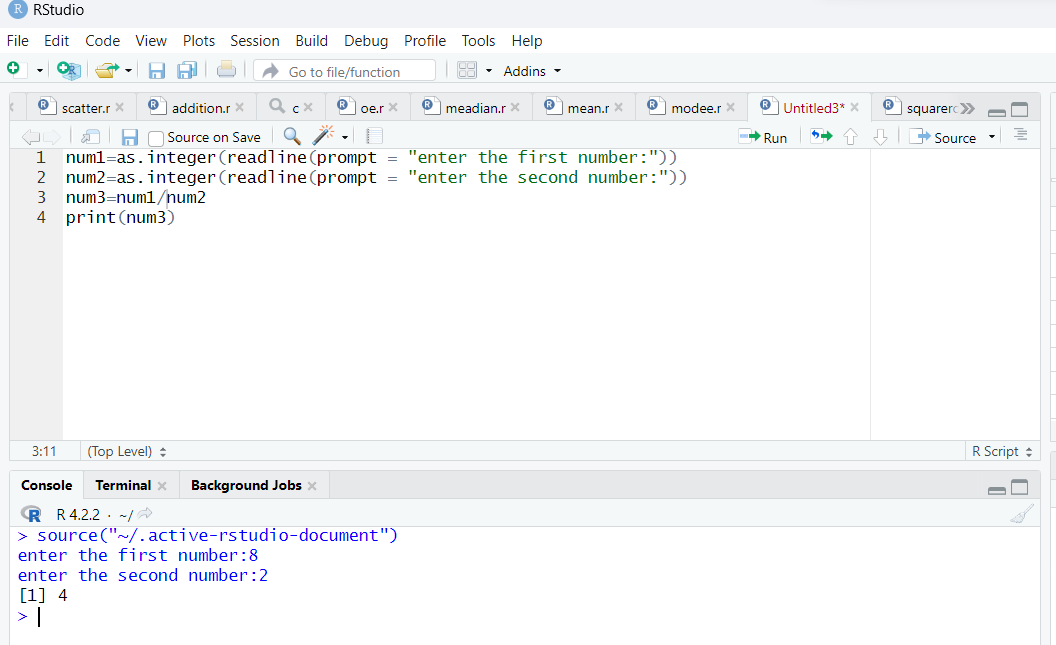 R RStudio
File Edit Code View Plots Session Build Debug Profile Tools Help
R Go to file/function Addins
R scatter.r R addition.r c R oe.r R meadian.r R mean.r R modee.r R Untitled3* R
Source on Save Run Source
1 num1=as.integer(readline(prompt = "enter the first number:"))
2 num2=as.integer(readline(prompt = "enter the second number:"))
3 num3=num1/num2
4 print(num3)
3:11 (Top Level) R Script
Console Terminal Background Jobs
R R 4.2.2 · ~/
> source("~/.active-rstudio-document")
enter the first number:8
enter the second number:2
[1] 4
>